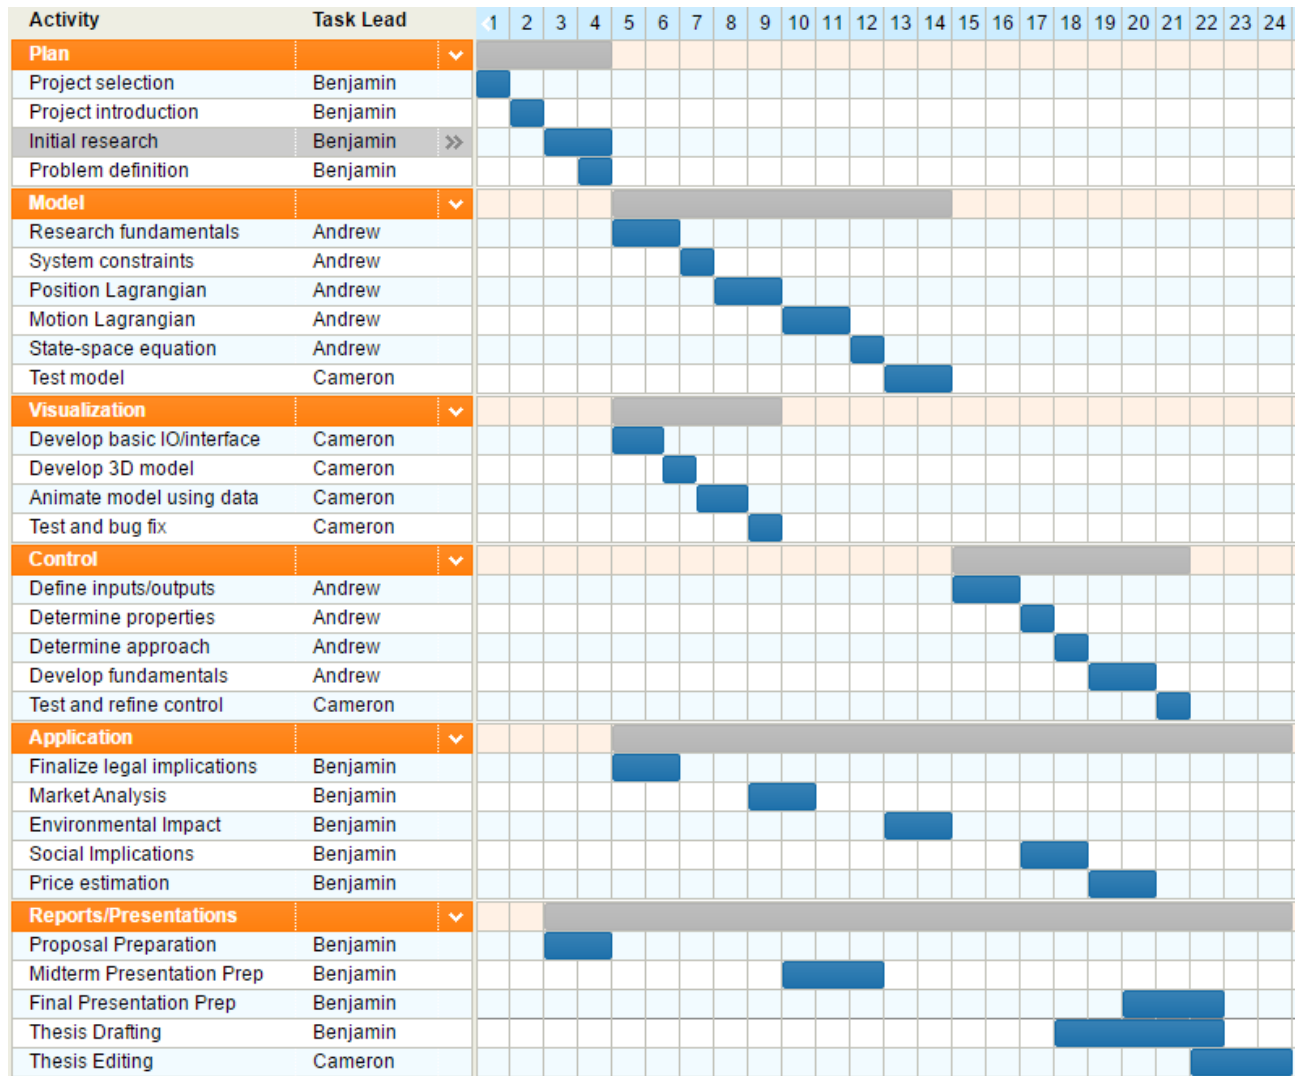 Activity Task Lead 1 2 3 4 5 6 7 8 9 10 11 12 13 14 15 16 17 18 19 20 21 22 23 24
Plan
Project selection Benjamin
Project introduction Benjamin
Initial research Benjamin
Problem definition Benjamin
Model
Research fundamentals Andrew
System constraints Andrew
Position Lagrangian Andrew
Motion Lagrangian Andrew
State-space equation Andrew
Test model Cameron
Visualization
Develop basic IO/interface Cameron
Develop 3D model Cameron
Animate model using data Cameron
Test and bug fix Cameron
Control
Define inputs/outputs Andrew
Determine properties Andrew
Determine approach Andrew
Develop fundamentals Andrew
Test and refine control Cameron
Application
Finalize legal implications Benjamin
Market Analysis Benjamin
Environmental Impact Benjamin
Social Implications Benjamin
Price estimation Benjamin
Reports/Presentations
Proposal Preparation Benjamin
Midterm Presentation Prep Benjamin
Final Presentation Prep Benjamin
Thesis Drafting Benjamin
Thesis Editing Cameron